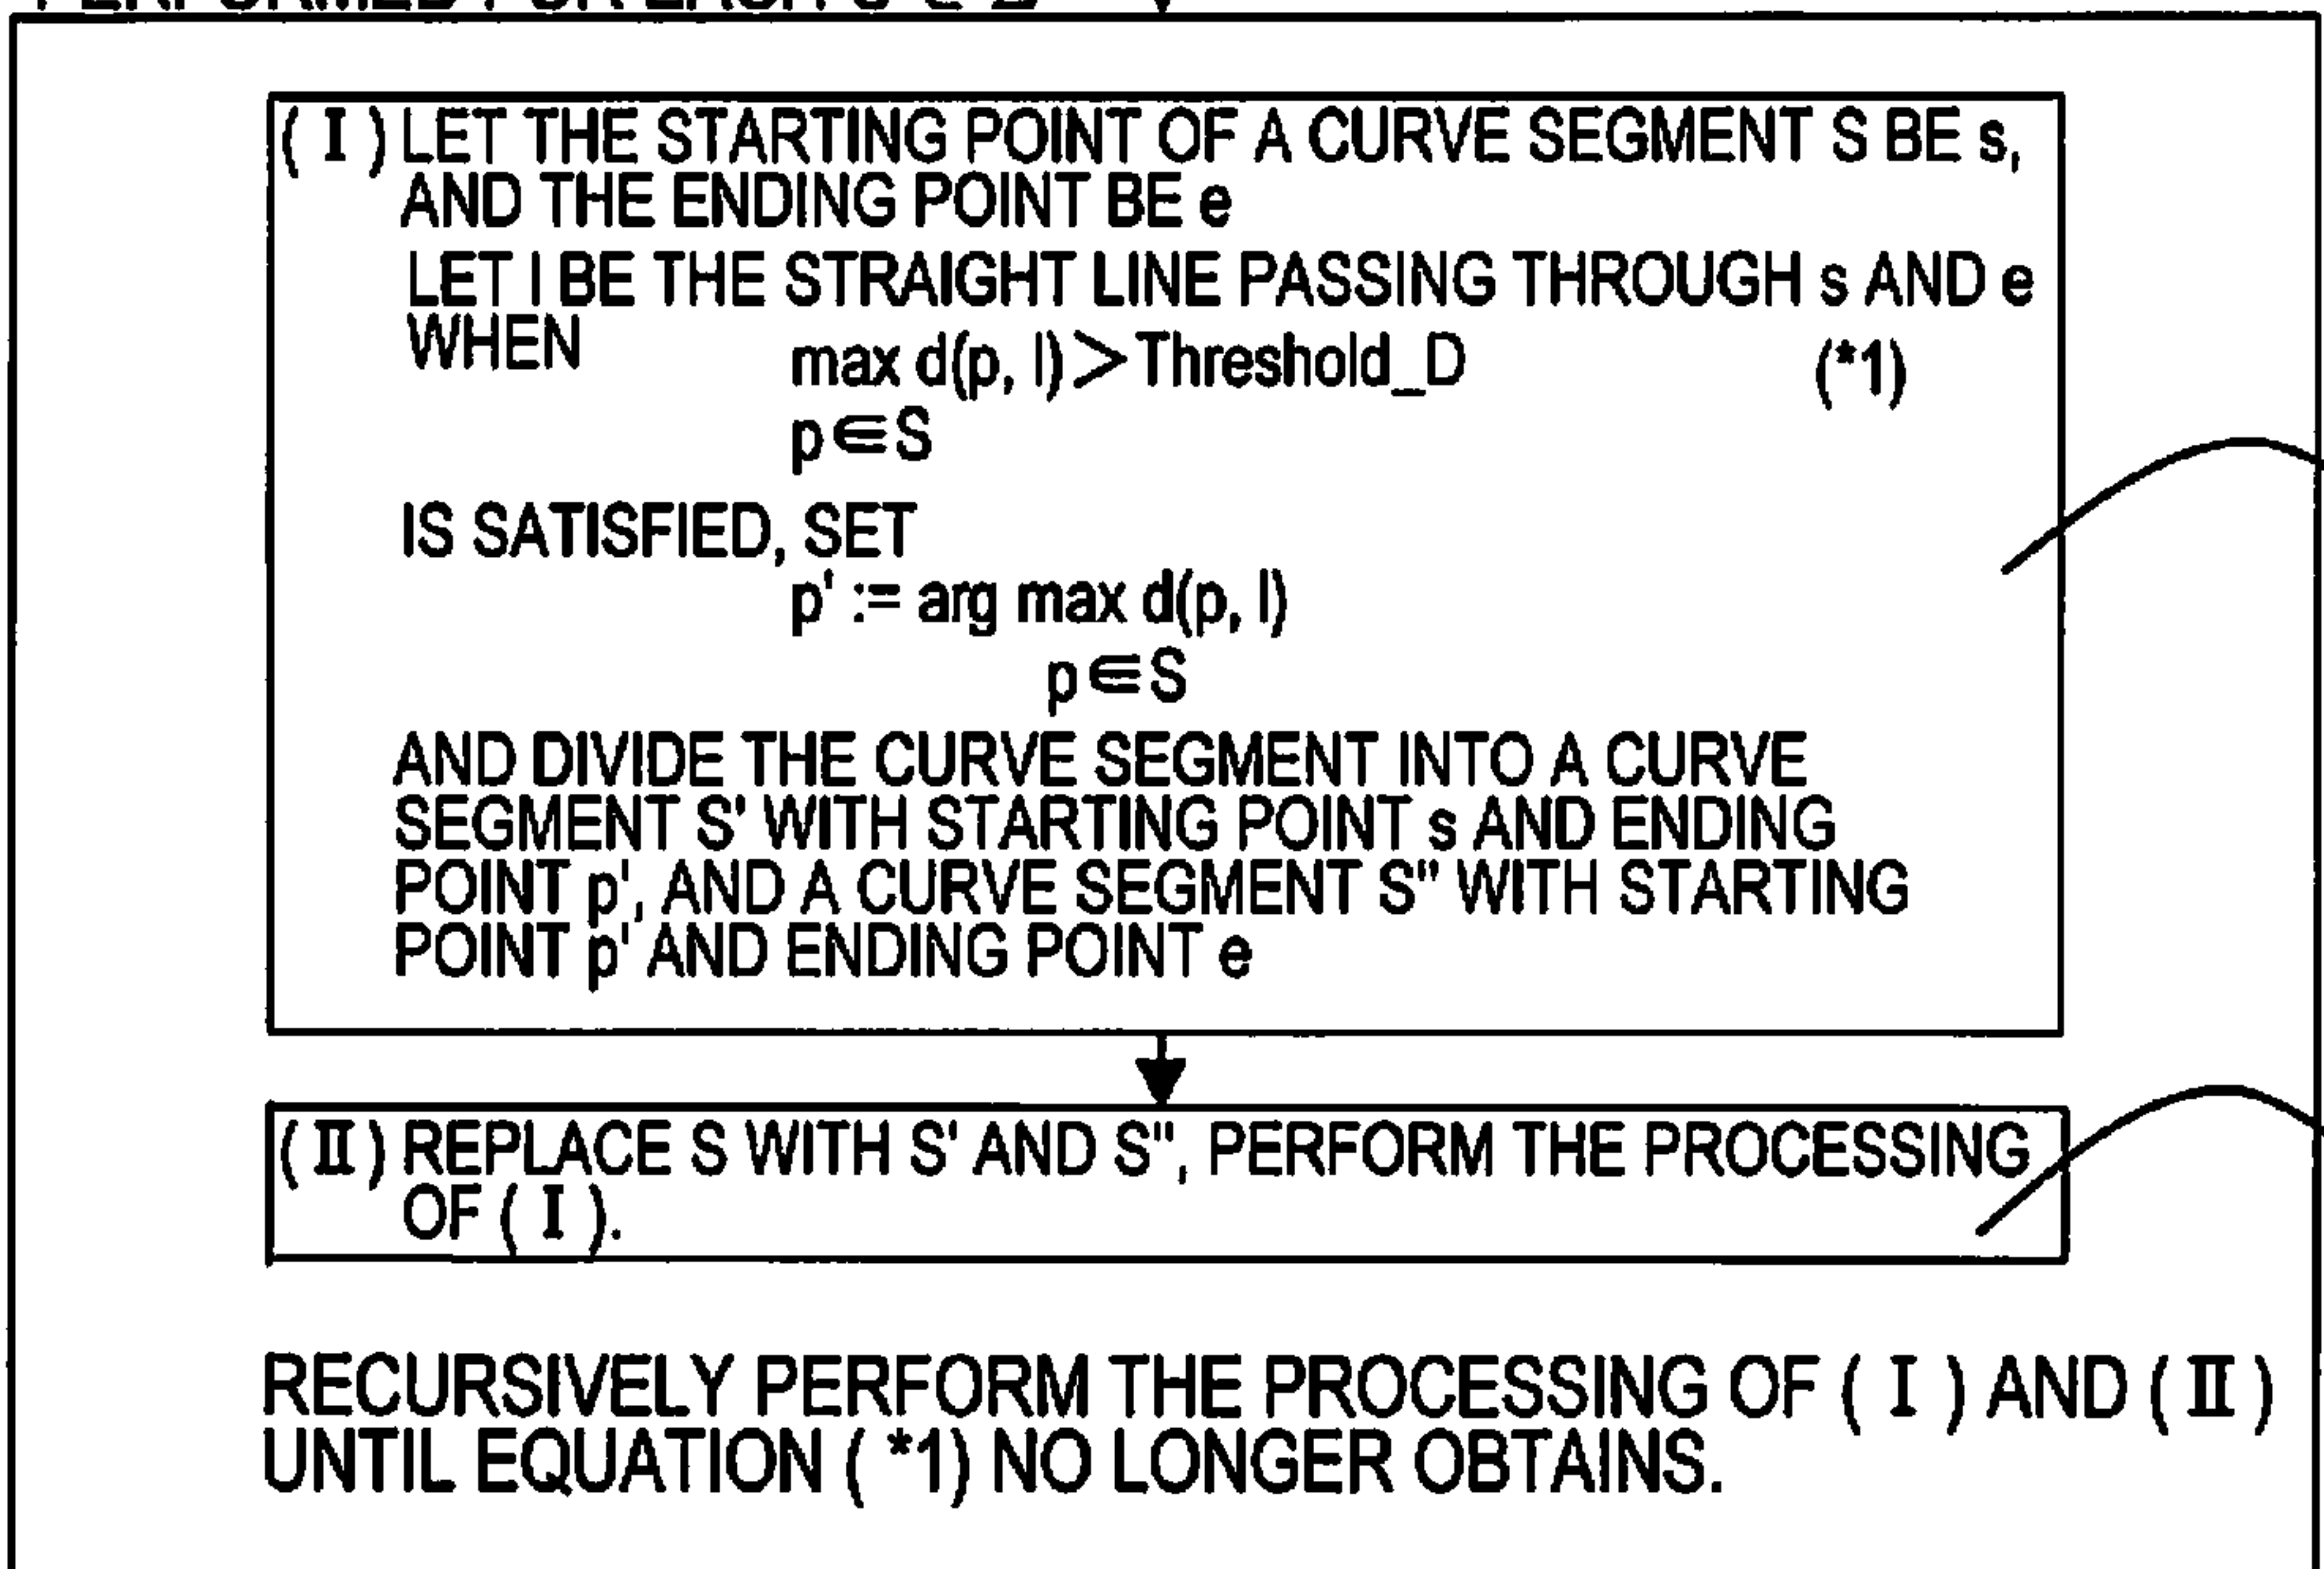 ( I ) LET THE STARTING POINT OF A CURVE SEGMENT S BE s,
AND THE ENDING POINT BE e
LET l BE THE STRAIGHT LINE PASSING THROUGH s AND e
WHEN max d(p, l) > Threshold_D (*1)
p∈S
IS SATISFIED, SET
p' := arg max d(p, l)
p∈S
AND DIVIDE THE CURVE SEGMENT INTO A CURVE
SEGMENT S' WITH STARTING POINT s AND ENDING
POINT p', AND A CURVE SEGMENT S" WITH STARTING
POINT p' AND ENDING POINT e
( II ) REPLACE S WITH S' AND S", PERFORM THE PROCESSING
OF ( I ).
RECURSIVELY PERFORM THE PROCESSING OF ( I ) AND ( II )
UNTIL EQUATION ( *1) NO LONGER OBTAINS.